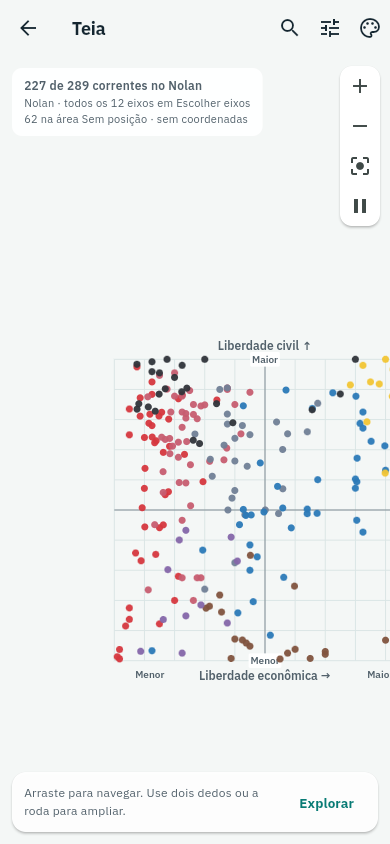 Teia
227 de 289 correntes no Nolan
Nolan · todos os 12 eixos em Escolher eixos
62 na área Sem posição · sem coordenadas
Liberdade civil ↑
Maior
Menor
Menor
Maio
Liberdade econômica →
Arraste para navegar. Use dois dedos ou a
roda para ampliar.
Explorar